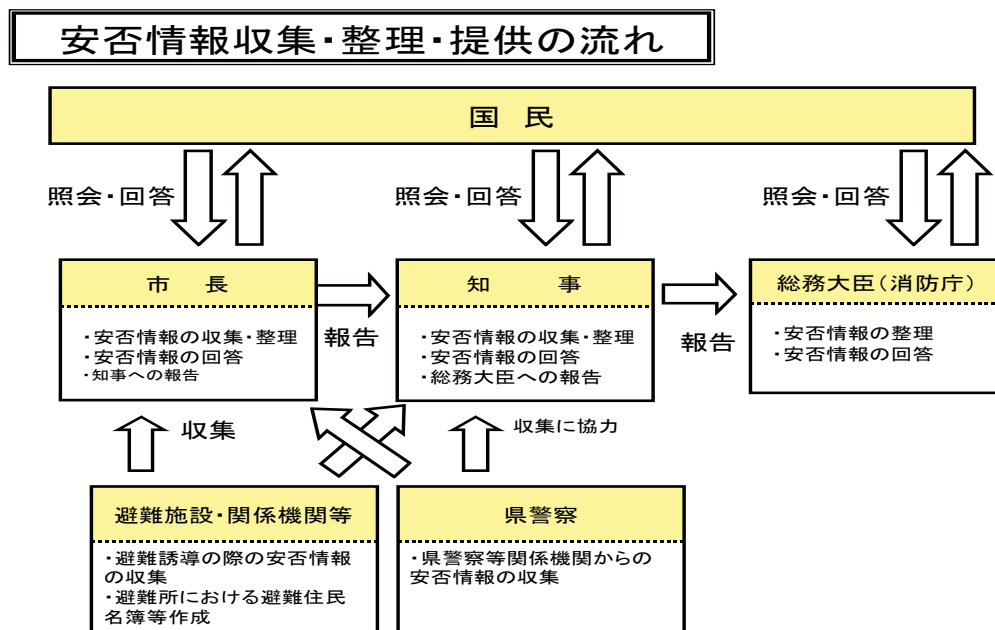 安否情報収集・整理・提供の流れ
国 民
照会・回答
照会・回答
照会・回答
市 長
・安否情報の収集・整理
・安否情報の回答
・知事への報告
報告
知 事
・安否情報の収集・整理
・安否情報の回答
・総務大臣への報告
報告
総務大臣（消防庁）
・安否情報の整理
・安否情報の回答
収集
収集に協力
避難施設・関係機関等
・避難誘導の際の安否情報
の収集
・避難所における避難住民
名簿等作成
県警察
・県警察等関係機関からの
安否情報の収集